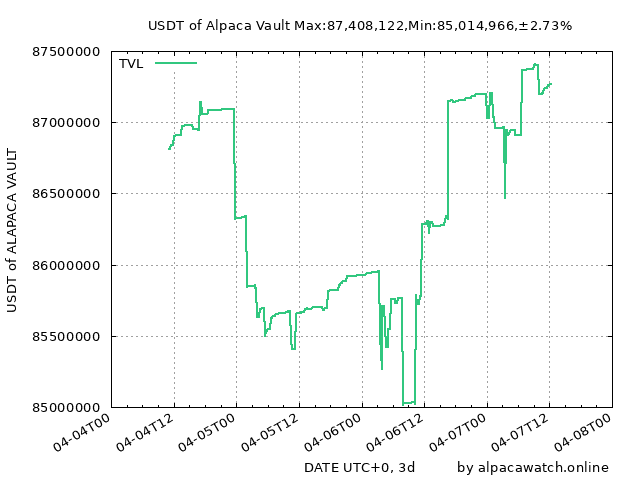 USDT of Alpaca Vault Max:87,408,122,Min:85,014,966,±2.73%
TVL
87500000
87000000
86500000
86000000
85500000
85000000
USDT of ALAPACA VAULT
04-04T00
04-04T12
04-05T00
04-05T12
04-06T00
04-06T12
04-07T00
04-07T12
04-08T00
DATE UTC+0, 3d
by alpacawatch.online